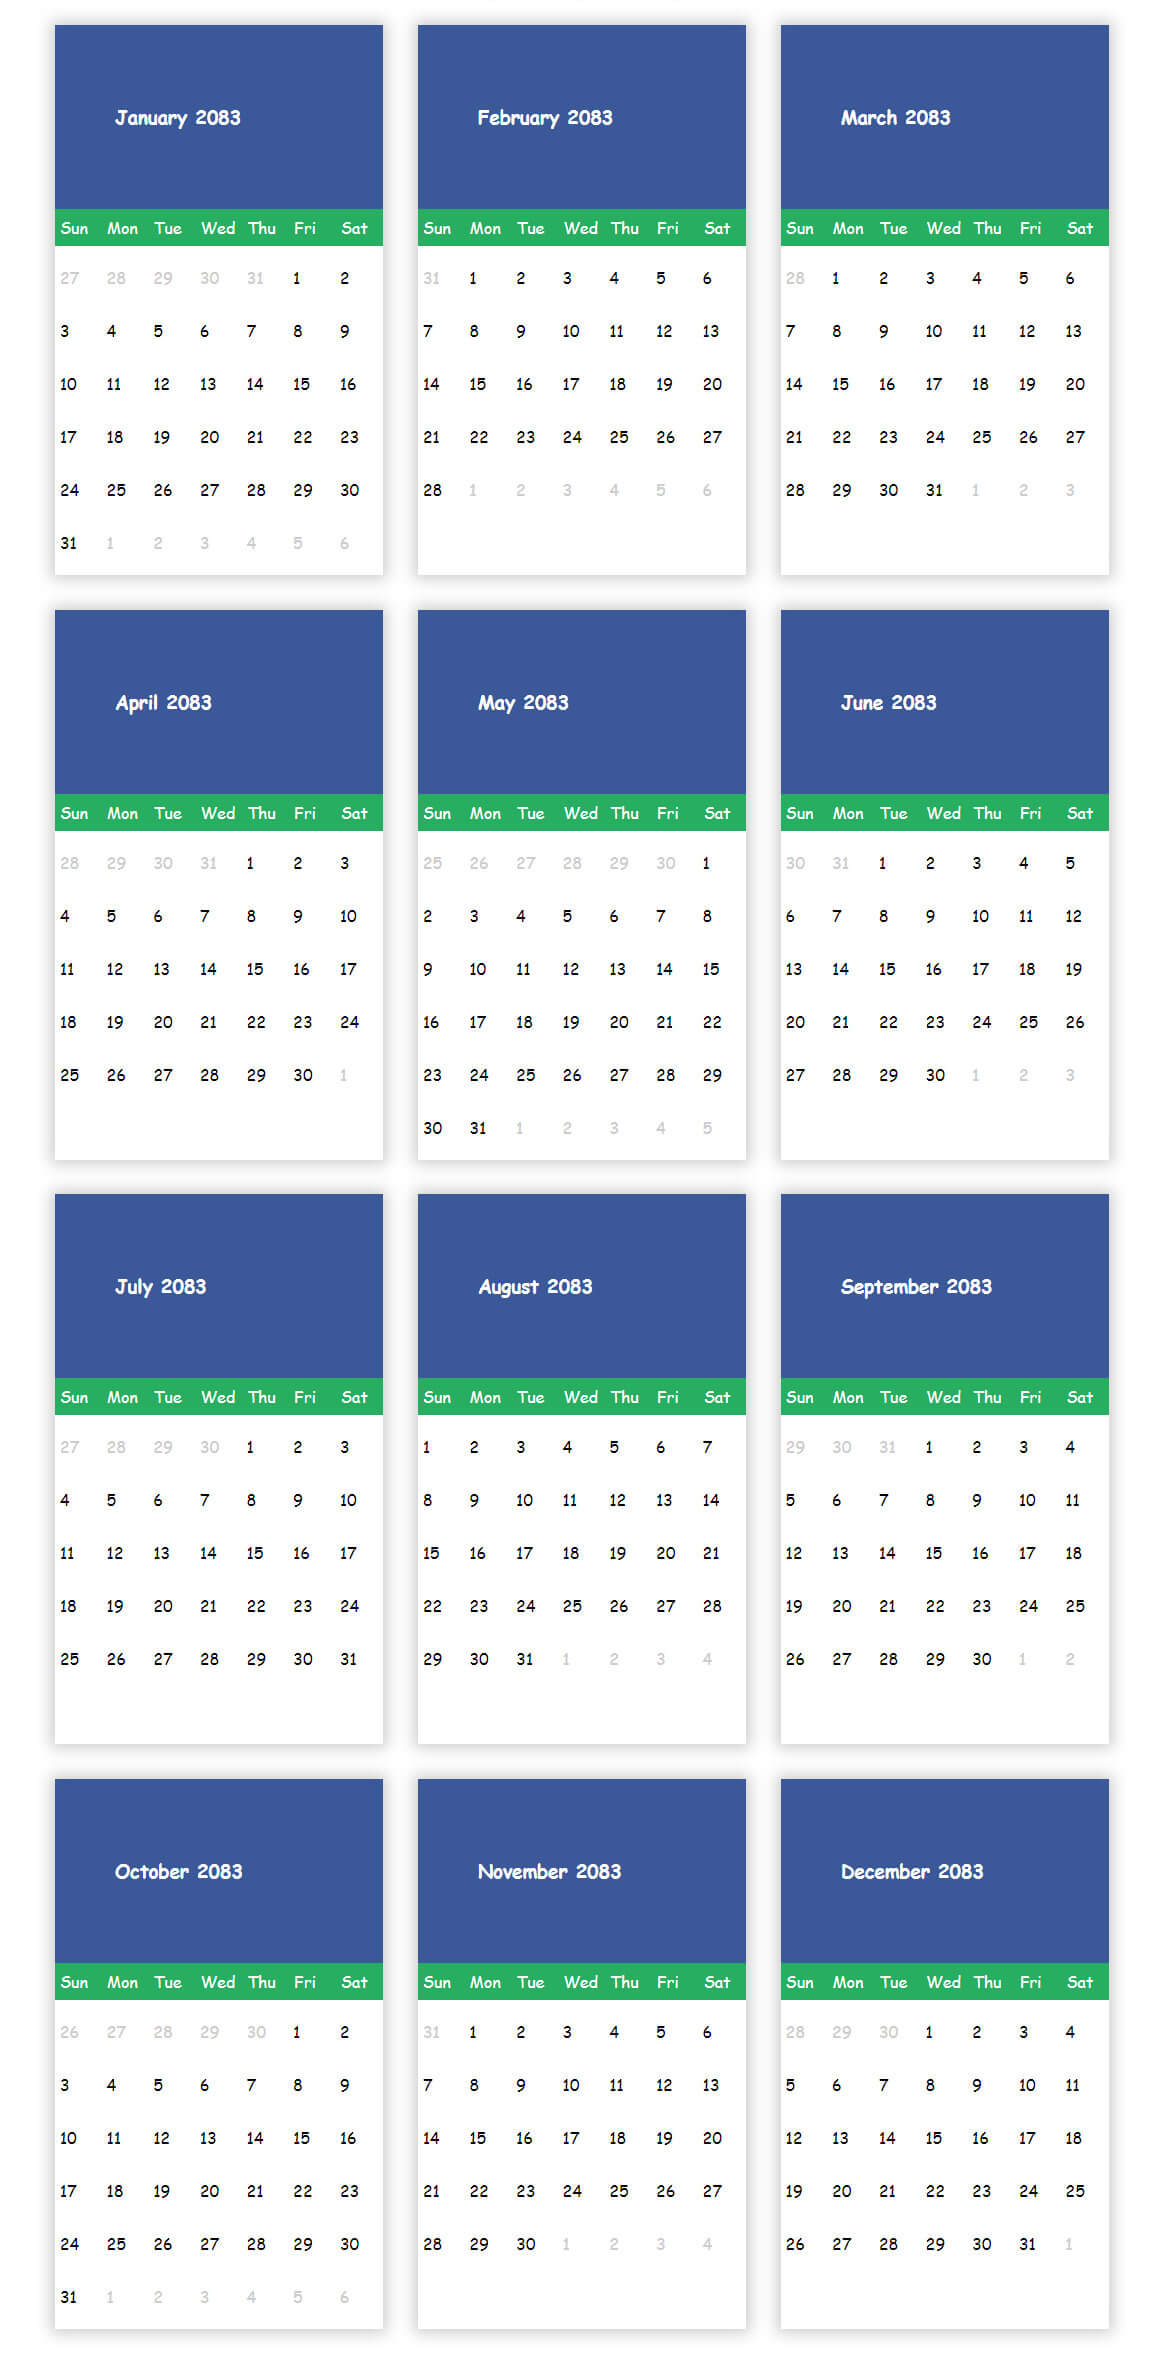 January 2083
Sun Mon Tue Wed Thu Fri Sat
27 28 29 30 31 1 2
3 4 5 6 7 8 9
10 11 12 13 14 15 16
17 18 19 20 21 22 23
24 25 26 27 28 29 30
31 1 2 3 4 5 6
February 2083
Sun Mon Tue Wed Thu Fri Sat
31 1 2 3 4 5 6
7 8 9 10 11 12 13
14 15 16 17 18 19 20
21 22 23 24 25 26 27
28 1 2 3 4 5 6
March 2083
Sun Mon Tue Wed Thu Fri Sat
28 1 2 3 4 5 6
7 8 9 10 11 12 13
14 15 16 17 18 19 20
21 22 23 24 25 26 27
28 29 30 31 1 2 3
April 2083
Sun Mon Tue Wed Thu Fri Sat
28 29 30 31 1 2 3
4 5 6 7 8 9 10
11 12 13 14 15 16 17
18 19 20 21 22 23 24
25 26 27 28 29 30 1
May 2083
Sun Mon Tue Wed Thu Fri Sat
25 26 27 28 29 30 1
2 3 4 5 6 7 8
9 10 11 12 13 14 15
16 17 18 19 20 21 22
23 24 25 26 27 28 29
30 31 1 2 3 4 5
June 2083
Sun Mon Tue Wed Thu Fri Sat
30 31 1 2 3 4 5
6 7 8 9 10 11 12
13 14 15 16 17 18 19
20 21 22 23 24 25 26
27 28 29 30 1 2 3
July 2083
Sun Mon Tue Wed Thu Fri Sat
27 28 29 30 1 2 3
4 5 6 7 8 9 10
11 12 13 14 15 16 17
18 19 20 21 22 23 24
25 26 27 28 29 30 31
August 2083
Sun Mon Tue Wed Thu Fri Sat
1 2 3 4 5 6 7
8 9 10 11 12 13 14
15 16 17 18 19 20 21
22 23 24 25 26 27 28
29 30 31 1 2 3 4
September 2083
Sun Mon Tue Wed Thu Fri Sat
29 30 31 1 2 3 4
5 6 7 8 9 10 11
12 13 14 15 16 17 18
19 20 21 22 23 24 25
26 27 28 29 30 1 2
October 2083
Sun Mon Tue Wed Thu Fri Sat
26 27 28 29 30 1 2
3 4 5 6 7 8 9
10 11 12 13 14 15 16
17 18 19 20 21 22 23
24 25 26 27 28 29 30
31 1 2 3 4 5 6
November 2083
Sun Mon Tue Wed Thu Fri Sat
31 1 2 3 4 5 6
7 8 9 10 11 12 13
14 15 16 17 18 19 20
21 22 23 24 25 26 27
28 29 30 1 2 3 4
December 2083
Sun Mon Tue Wed Thu Fri Sat
28 29 30 1 2 3 4
5 6 7 8 9 10 11
12 13 14 15 16 17 18
19 20 21 22 23 24 25
26 27 28 29 30 31 1